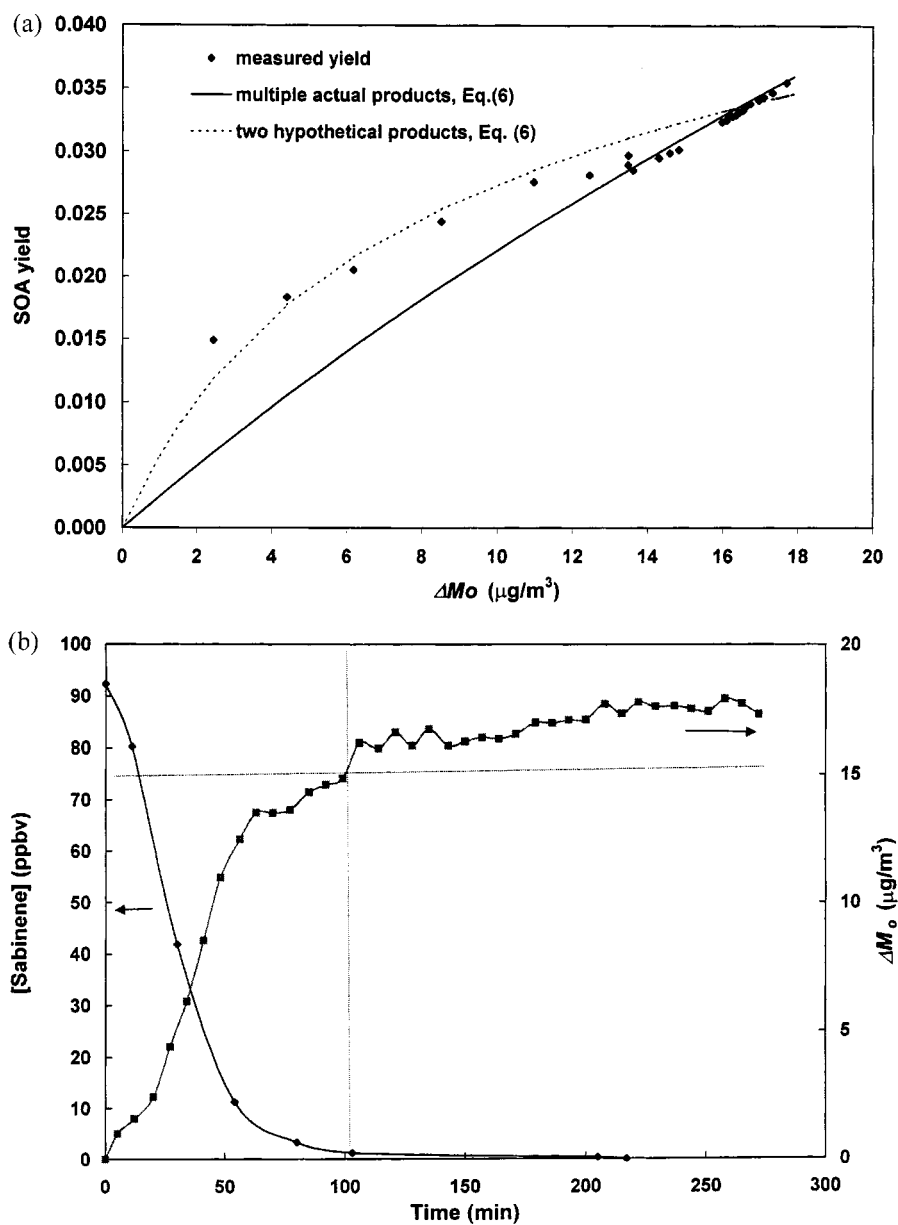 (a)
0.040
0.035
0.030
0.025
0.020
0.015
0.010
0.005
0.000
SOA yield
measured yield
multiple actual products, Eq.(6)
two hypothetical products, Eq. (6)
0 2 4 6 8 10 12 14 16 18 20
ΔMo (μg/m³)
(b)
100
90
80
70
60
50
40
30
20
10
0
[Sabinene] (ppbv)
20
15
10
5
0
ΔMₒ (μg/m³)
0 50 100 150 200 250 300
Time (min)